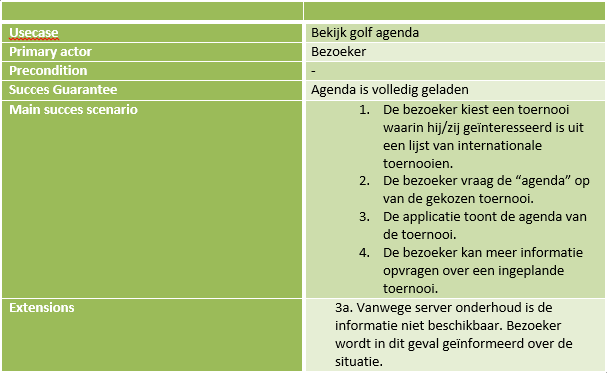 Usecase
Bekijk golf agenda
Primary actor
Bezoeker
Precondition
-
Succes Guarantee
Agenda is volledig geladen
Main succes scenario
1. De bezoeker kiest een toernooi
waarin hij/zij geïnteresseerd is uit
een lijst van internationale
toernooien.
2. De bezoeker vraag de “agenda” op
van de gekozen toernooi.
3. De applicatie toont de agenda van
de toernooi.
4. De bezoeker kan meer informatie
opvragen over een ingeplande
toernooi.
Extensions
3a. Vanwege server onderhoud is de
informatie niet beschikbaar. Bezoeker
wordt in dit geval geïnformeerd over de
situatie.